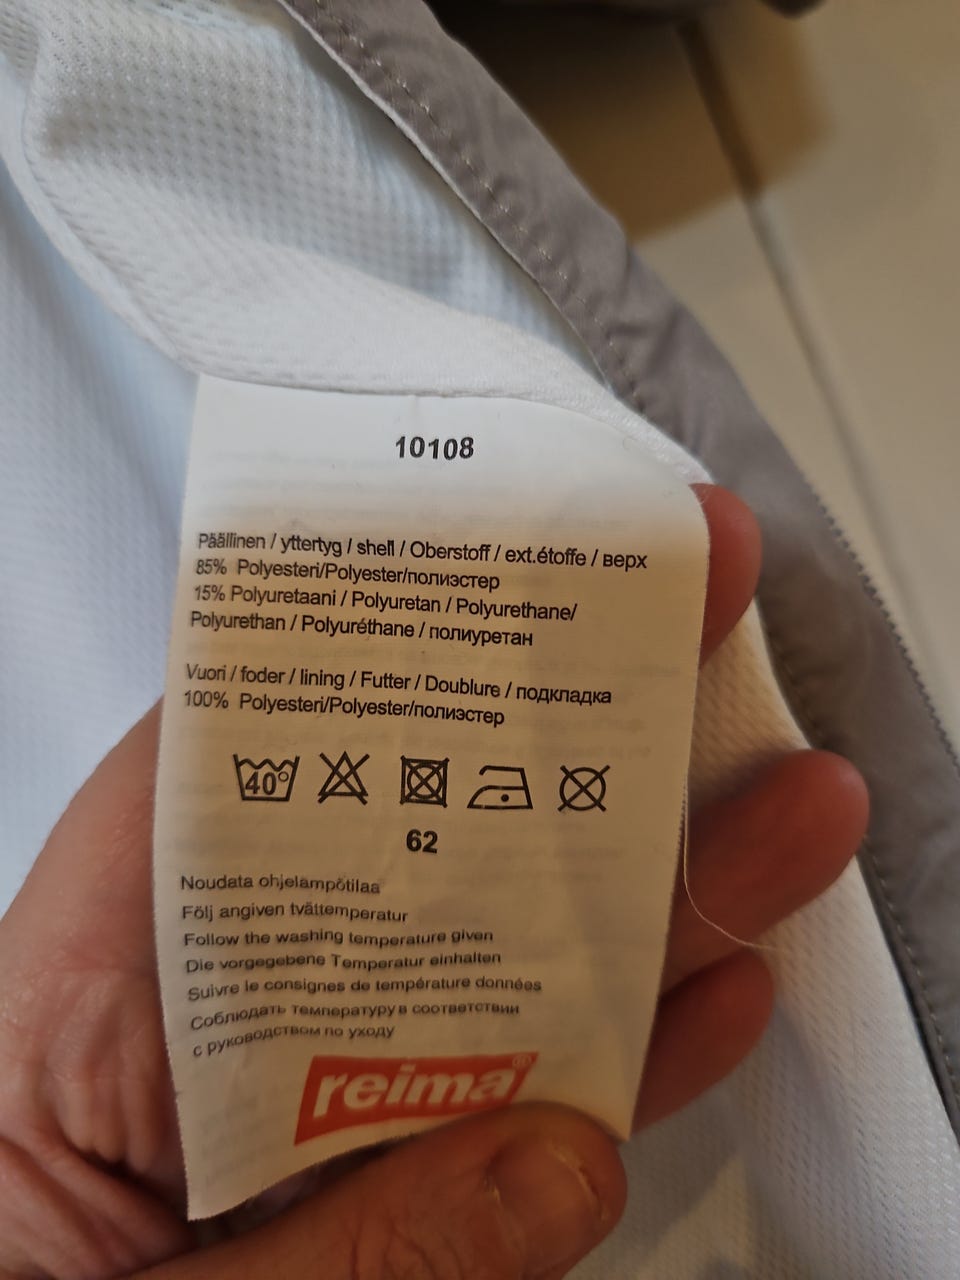 10108
Päällinen / yttertyg / shell / Oberstoff / ext.étoffe / верх
85% Polyesteri/Polyester/полиэстер
15% Polyuretaani / Polyuretan / Polyurethane/
Polyurethan / Polyuréthane / полиуретан
Vuori / foder / lining / Futter / Doublure / подкладка
100% Polyesteri/Polyester/полиэстер
40°
62
Noudata ohjelämpötilaa
Följ angiven tvättemperatur
Follow the washing temperature given
Die vorgegebene Temperatur einhalten
Suivre le consignes de température données
Соблюдать температуру в соответствии
с руководством по уходу
reima®